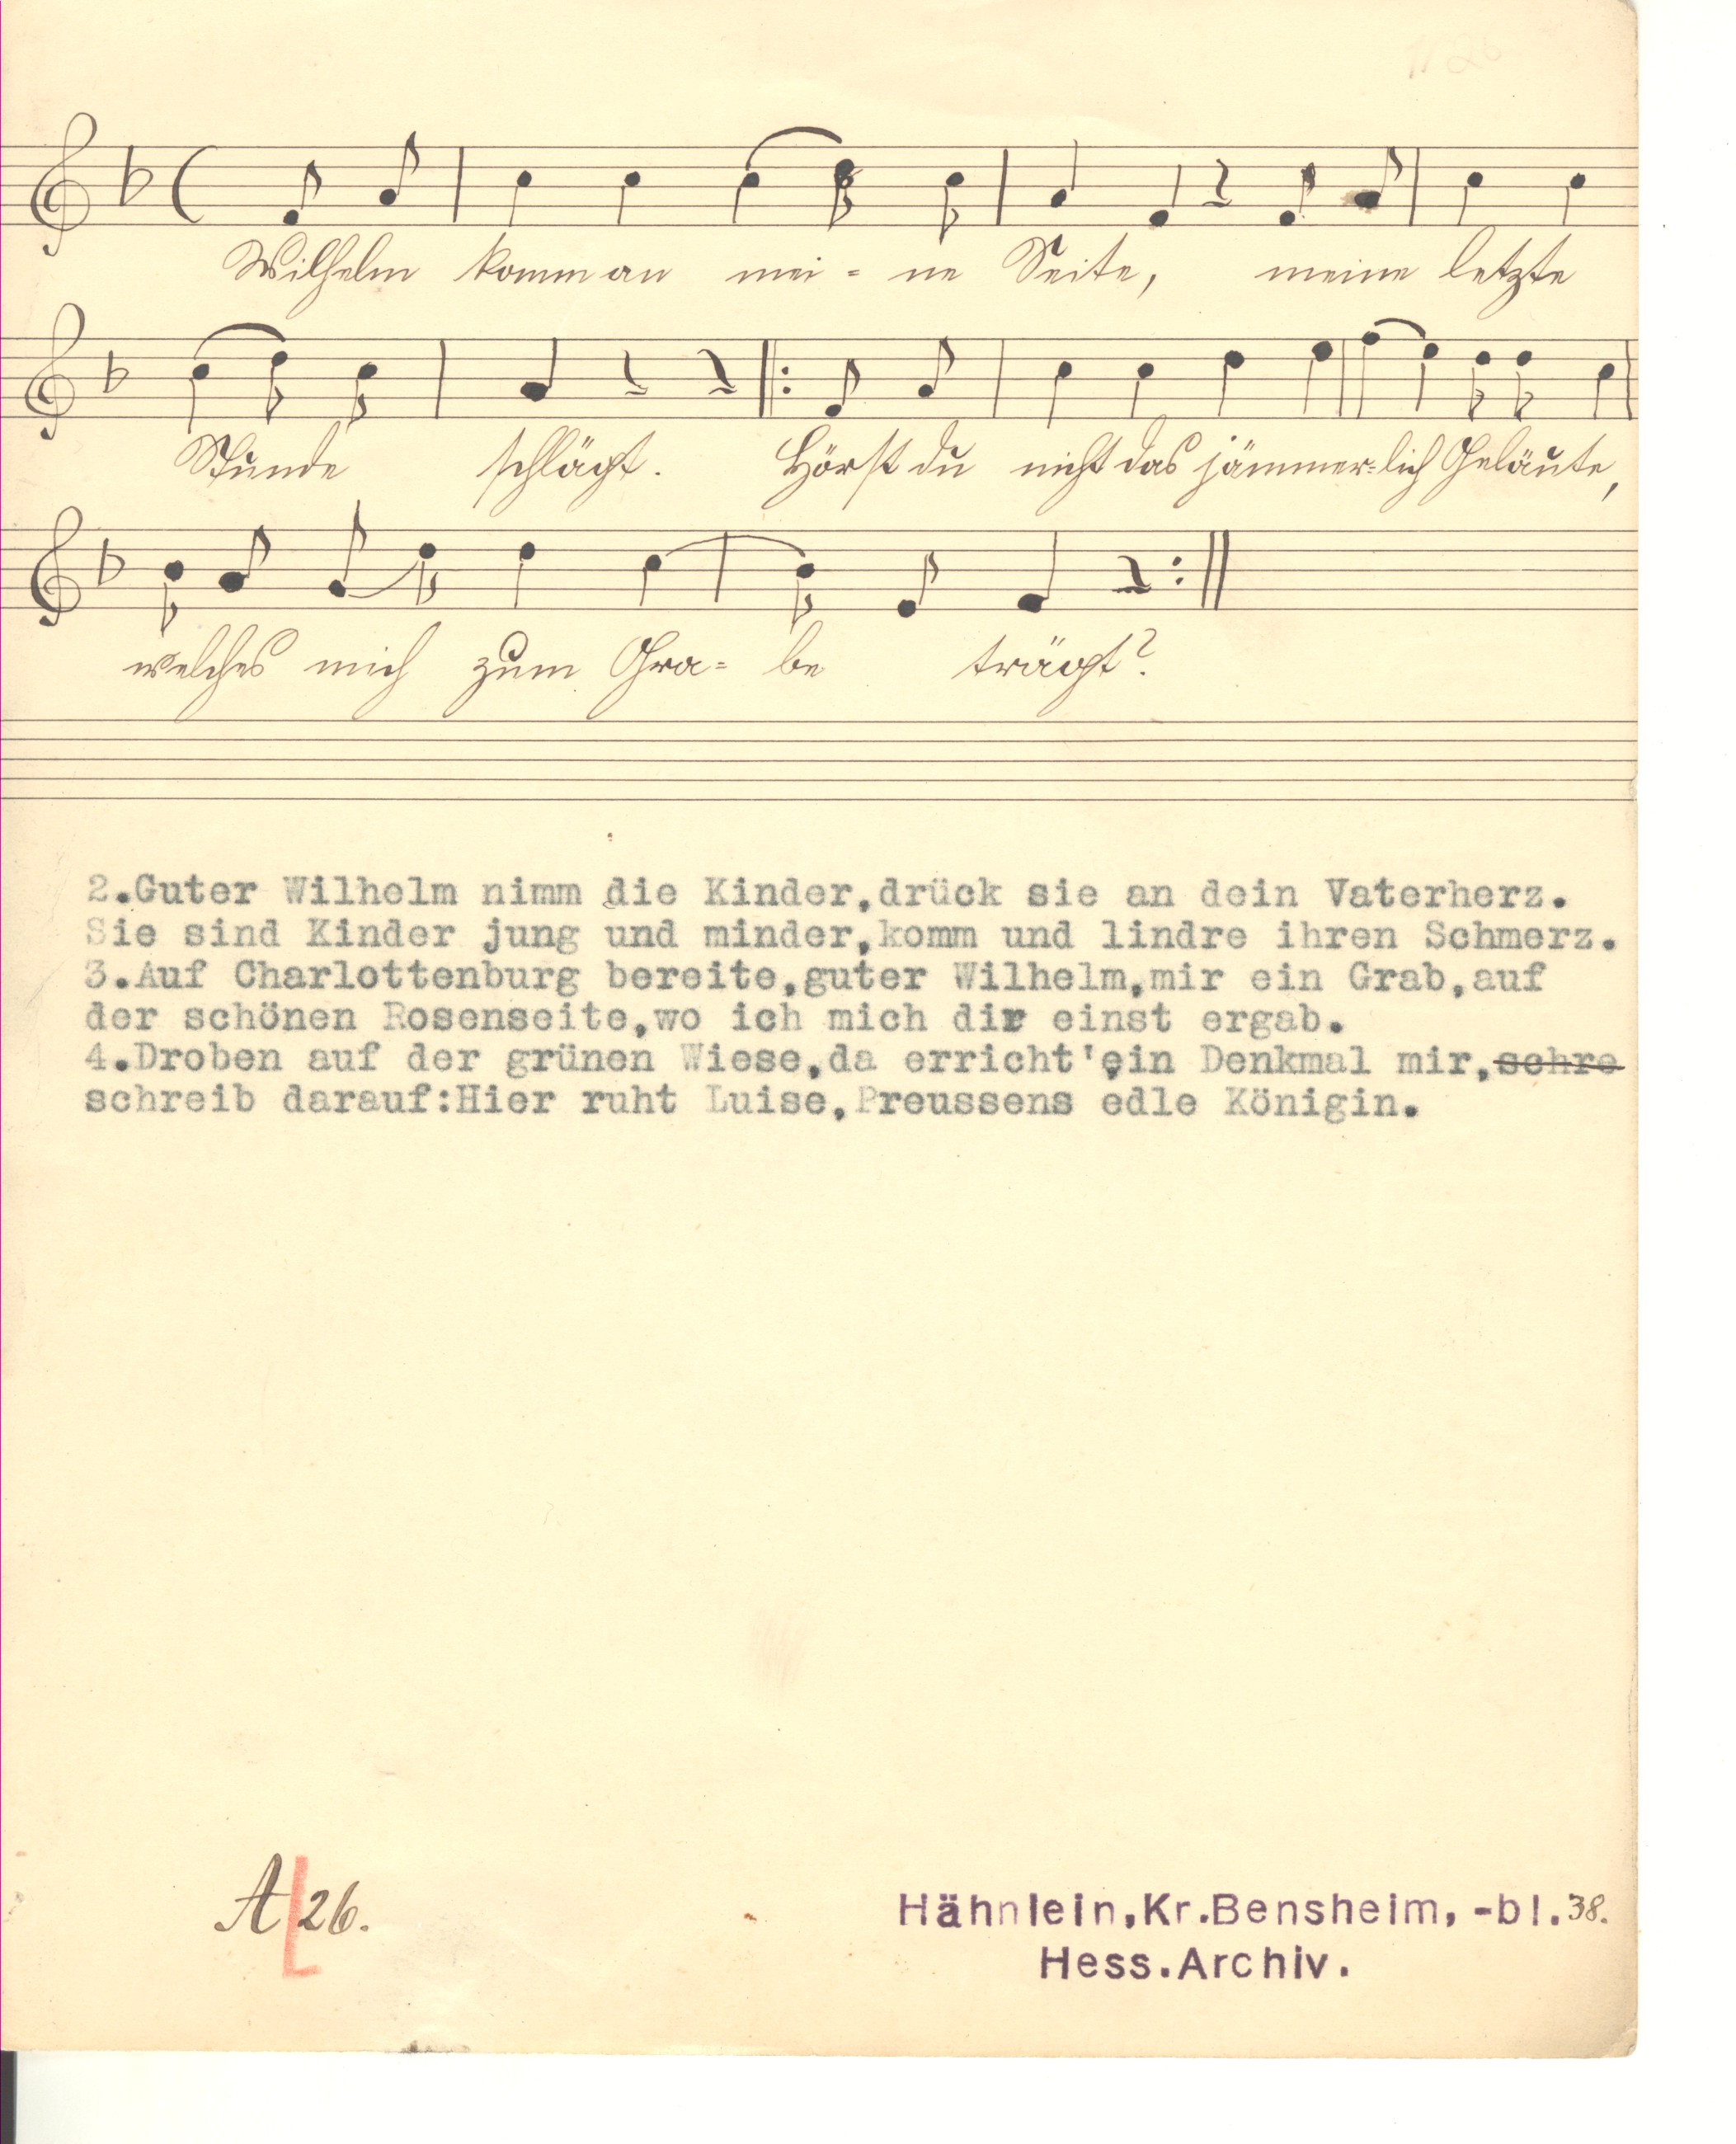 Wilhelm komm an mei - ne Seite, meine letzte
Stunde schlägt. Hörst du nicht das jämmer-lich Geläute,
welches mich zum Gra- be trägt?
2.Guter Wilhelm nimm die Kinder,drück sie an dein Vaterherz.
Sie sind Kinder jung und minder,komm und lindre ihren Schmerz.
3.Auf Charlottenburg bereite,guter Wilhelm,mir ein Grab,auf
der schönen Rosenseite,wo ich mich dir einst ergab.
4.Droben auf der grünen Wiese,da erricht'ein Denkmal mir,schre
schreib darauf:Hier ruht Luise,Preussens edle Königin.
A 26.
Hähnlein,Kr.Bensheim,-bl.38.
Hess.Archiv.